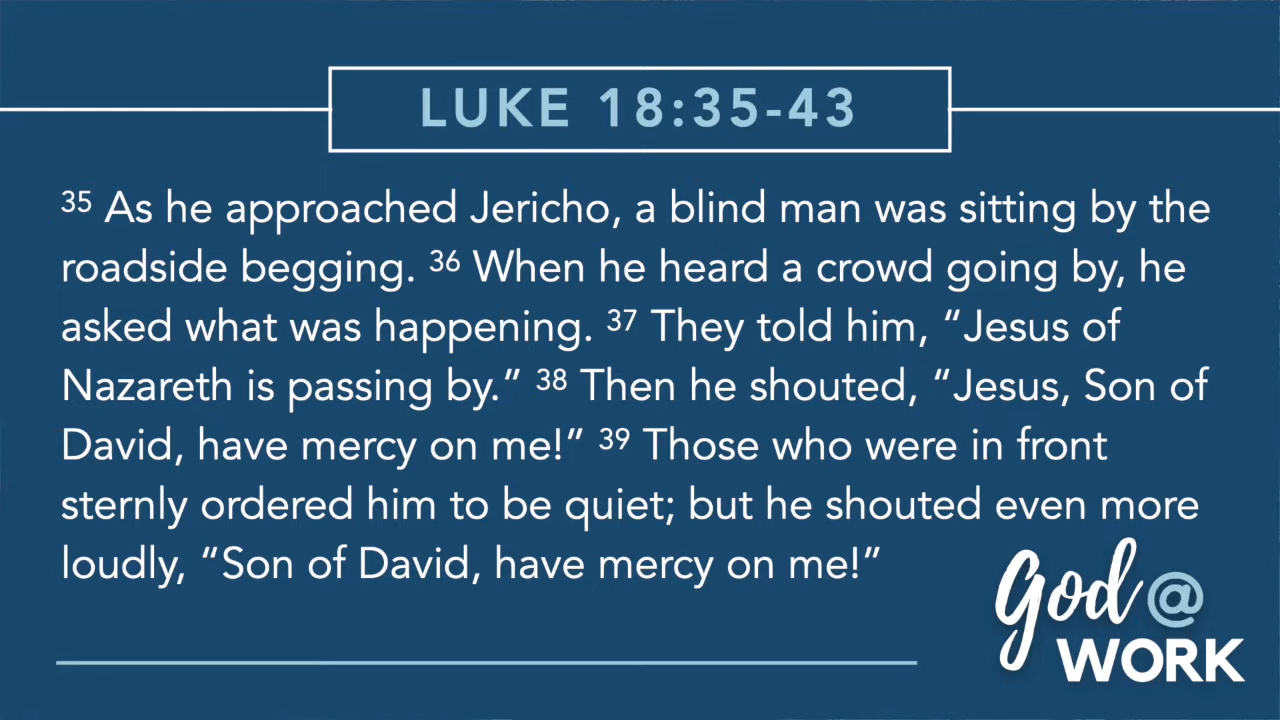 LUKE 18:35-43
35 As he approached Jericho, a blind man was sitting by the
roadside begging. 36 When he heard a crowd going by, he
asked what was happening. 37 They told him, “Jesus of
Nazareth is passing by.” 38 Then he shouted, “Jesus, Son of
David, have mercy on me!” 39 Those who were in front
sternly ordered him to be quiet; but he shouted even more
loudly, “Son of David, have mercy on me!”
God @
WORK